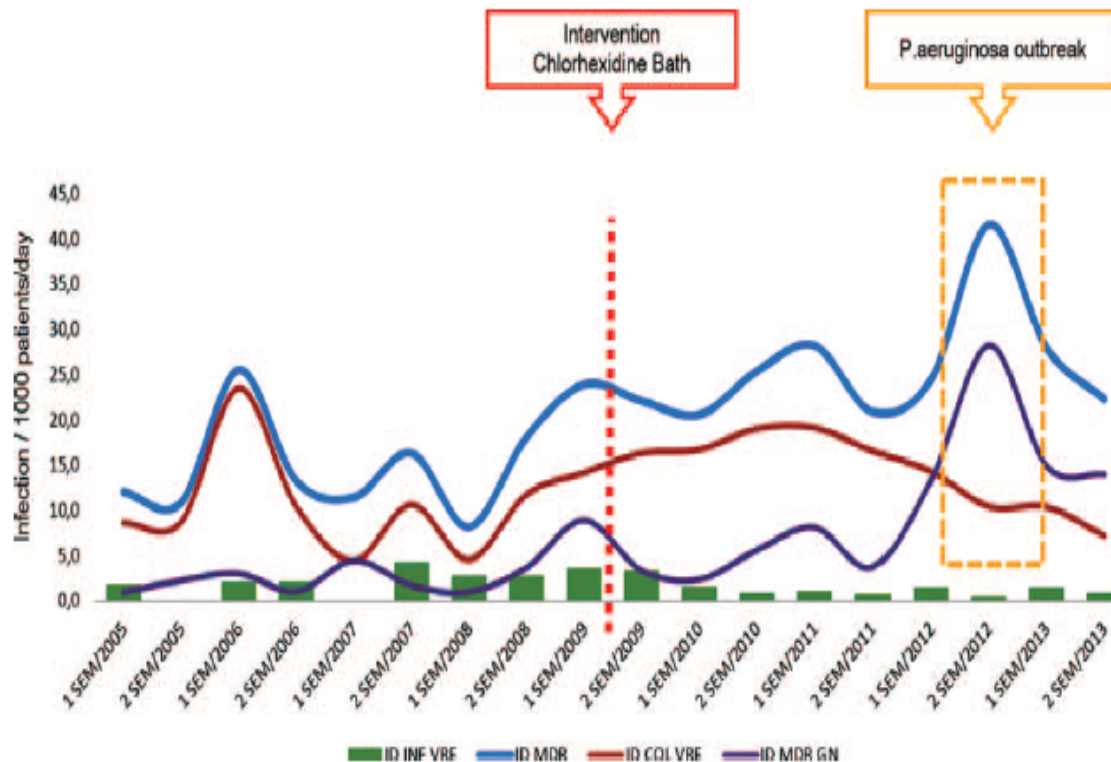 Intervention
Chlorhexidine Bath
P.aeruginosa outbreak
Infection / 1000 patients/day
45,0
40,0
35,0
30,0
25,0
20,0
15,0
10,0
5,0
0,0
1 SEM/2005
2 SEM/2005
1 SEM/2006
2 SEM/2006
1 SEM/2007
2 SEM/2007
1 SEM/2008
2 SEM/2008
1 SEM/2009
2 SEM/2009
1 SEM/2010
2 SEM/2010
1 SEM/2011
2 SEM/2011
1 SEM/2012
2 SEM/2012
1 SEM/2013
2 SEM/2013
ID INF VRE ID MDR ID COL VRE ID MDR GN